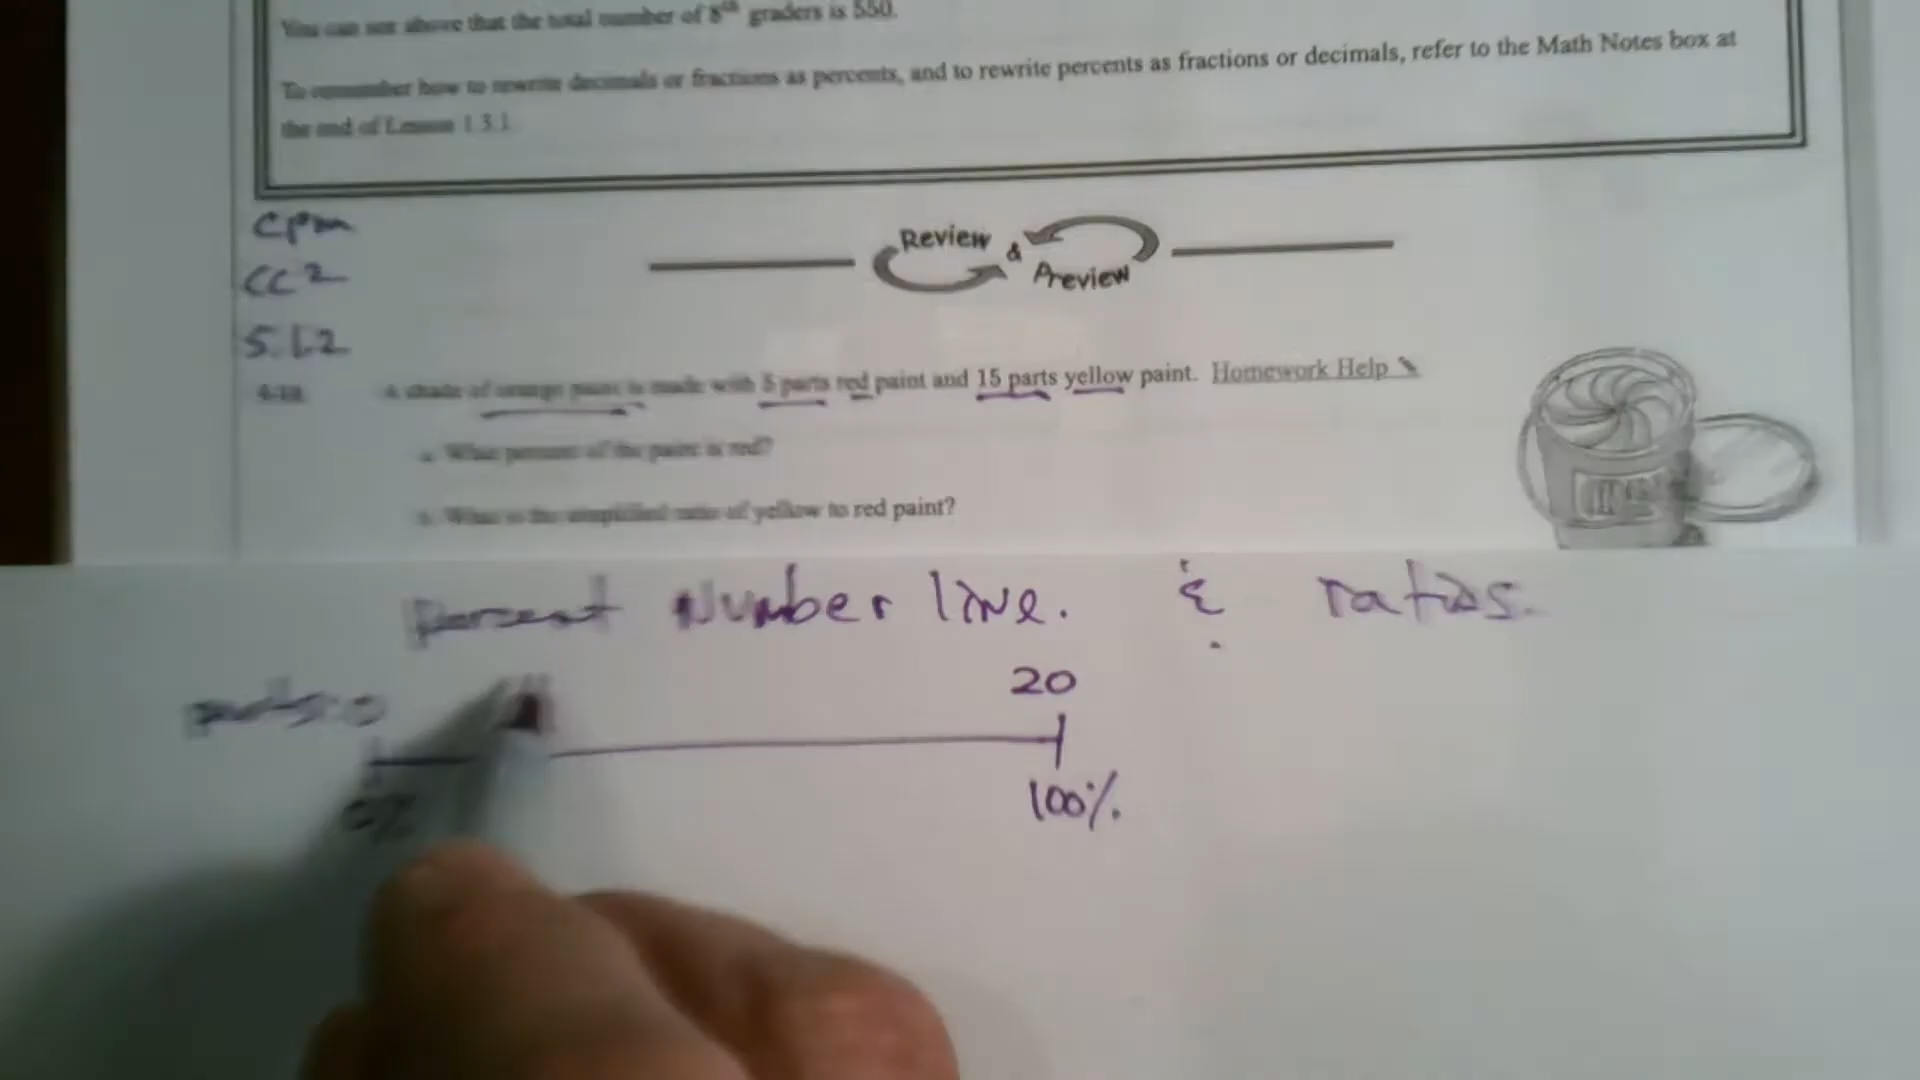 You can see above that the total number of 8th graders is 550.
To remember how to rewrite decimals or fractions as percents, and to rewrite percents as fractions or decimals, refer to the Math Notes box at
the end of Lesson 1.3.1
cpm
CC2
5.1.2
Review
&
Preview
A shade of orange paint is made with 5 parts red paint and 15 parts yellow paint. Homework Help
a. What percent of the paint is red?
b. What is the simplified ratio of yellow to red paint?
percent Number line. & ratios.
parts: 0
20
0%
100%